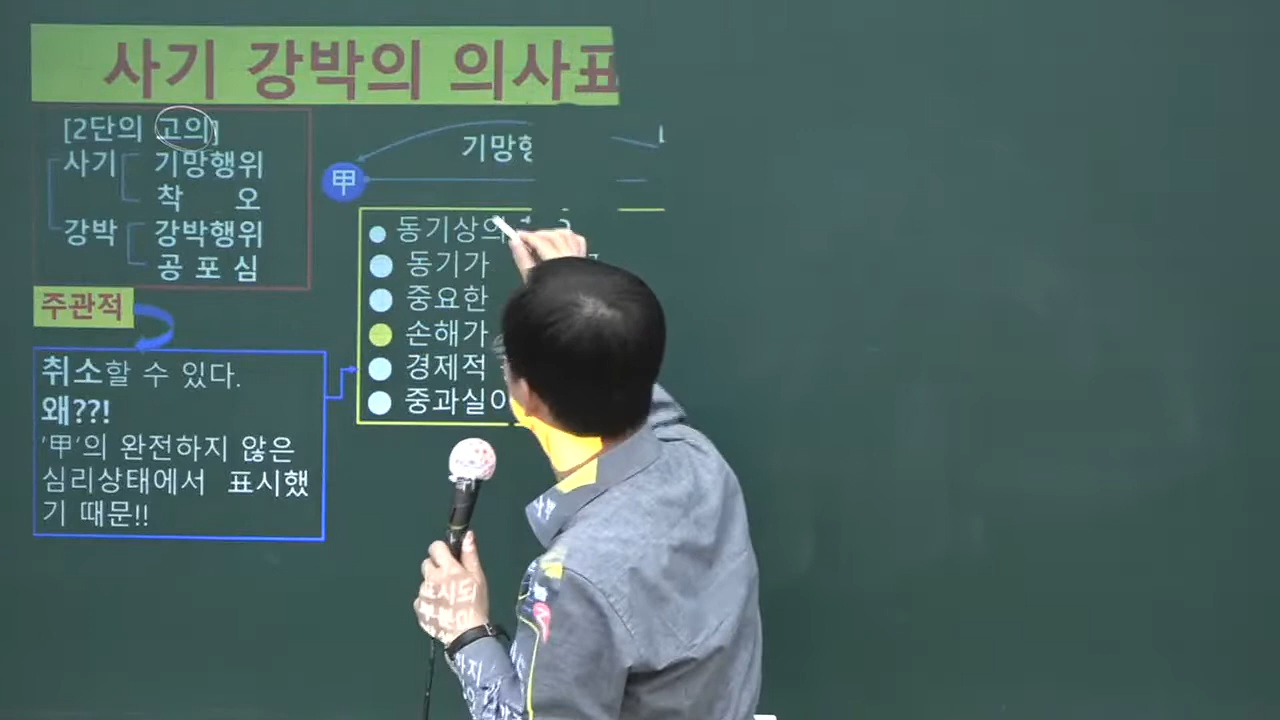 사기 강박의 의사표
[2단의 고의]
사기 기망행위
착 오
강박 강박행위
공 포 심
주관적
취소할 수 있다.
왜??!
'甲'의 완전하지 않은
심리상태에서 표시했
기 때문!!
기망행
甲
동기상의
동기가
중요한
손해가
경제적
중과실이